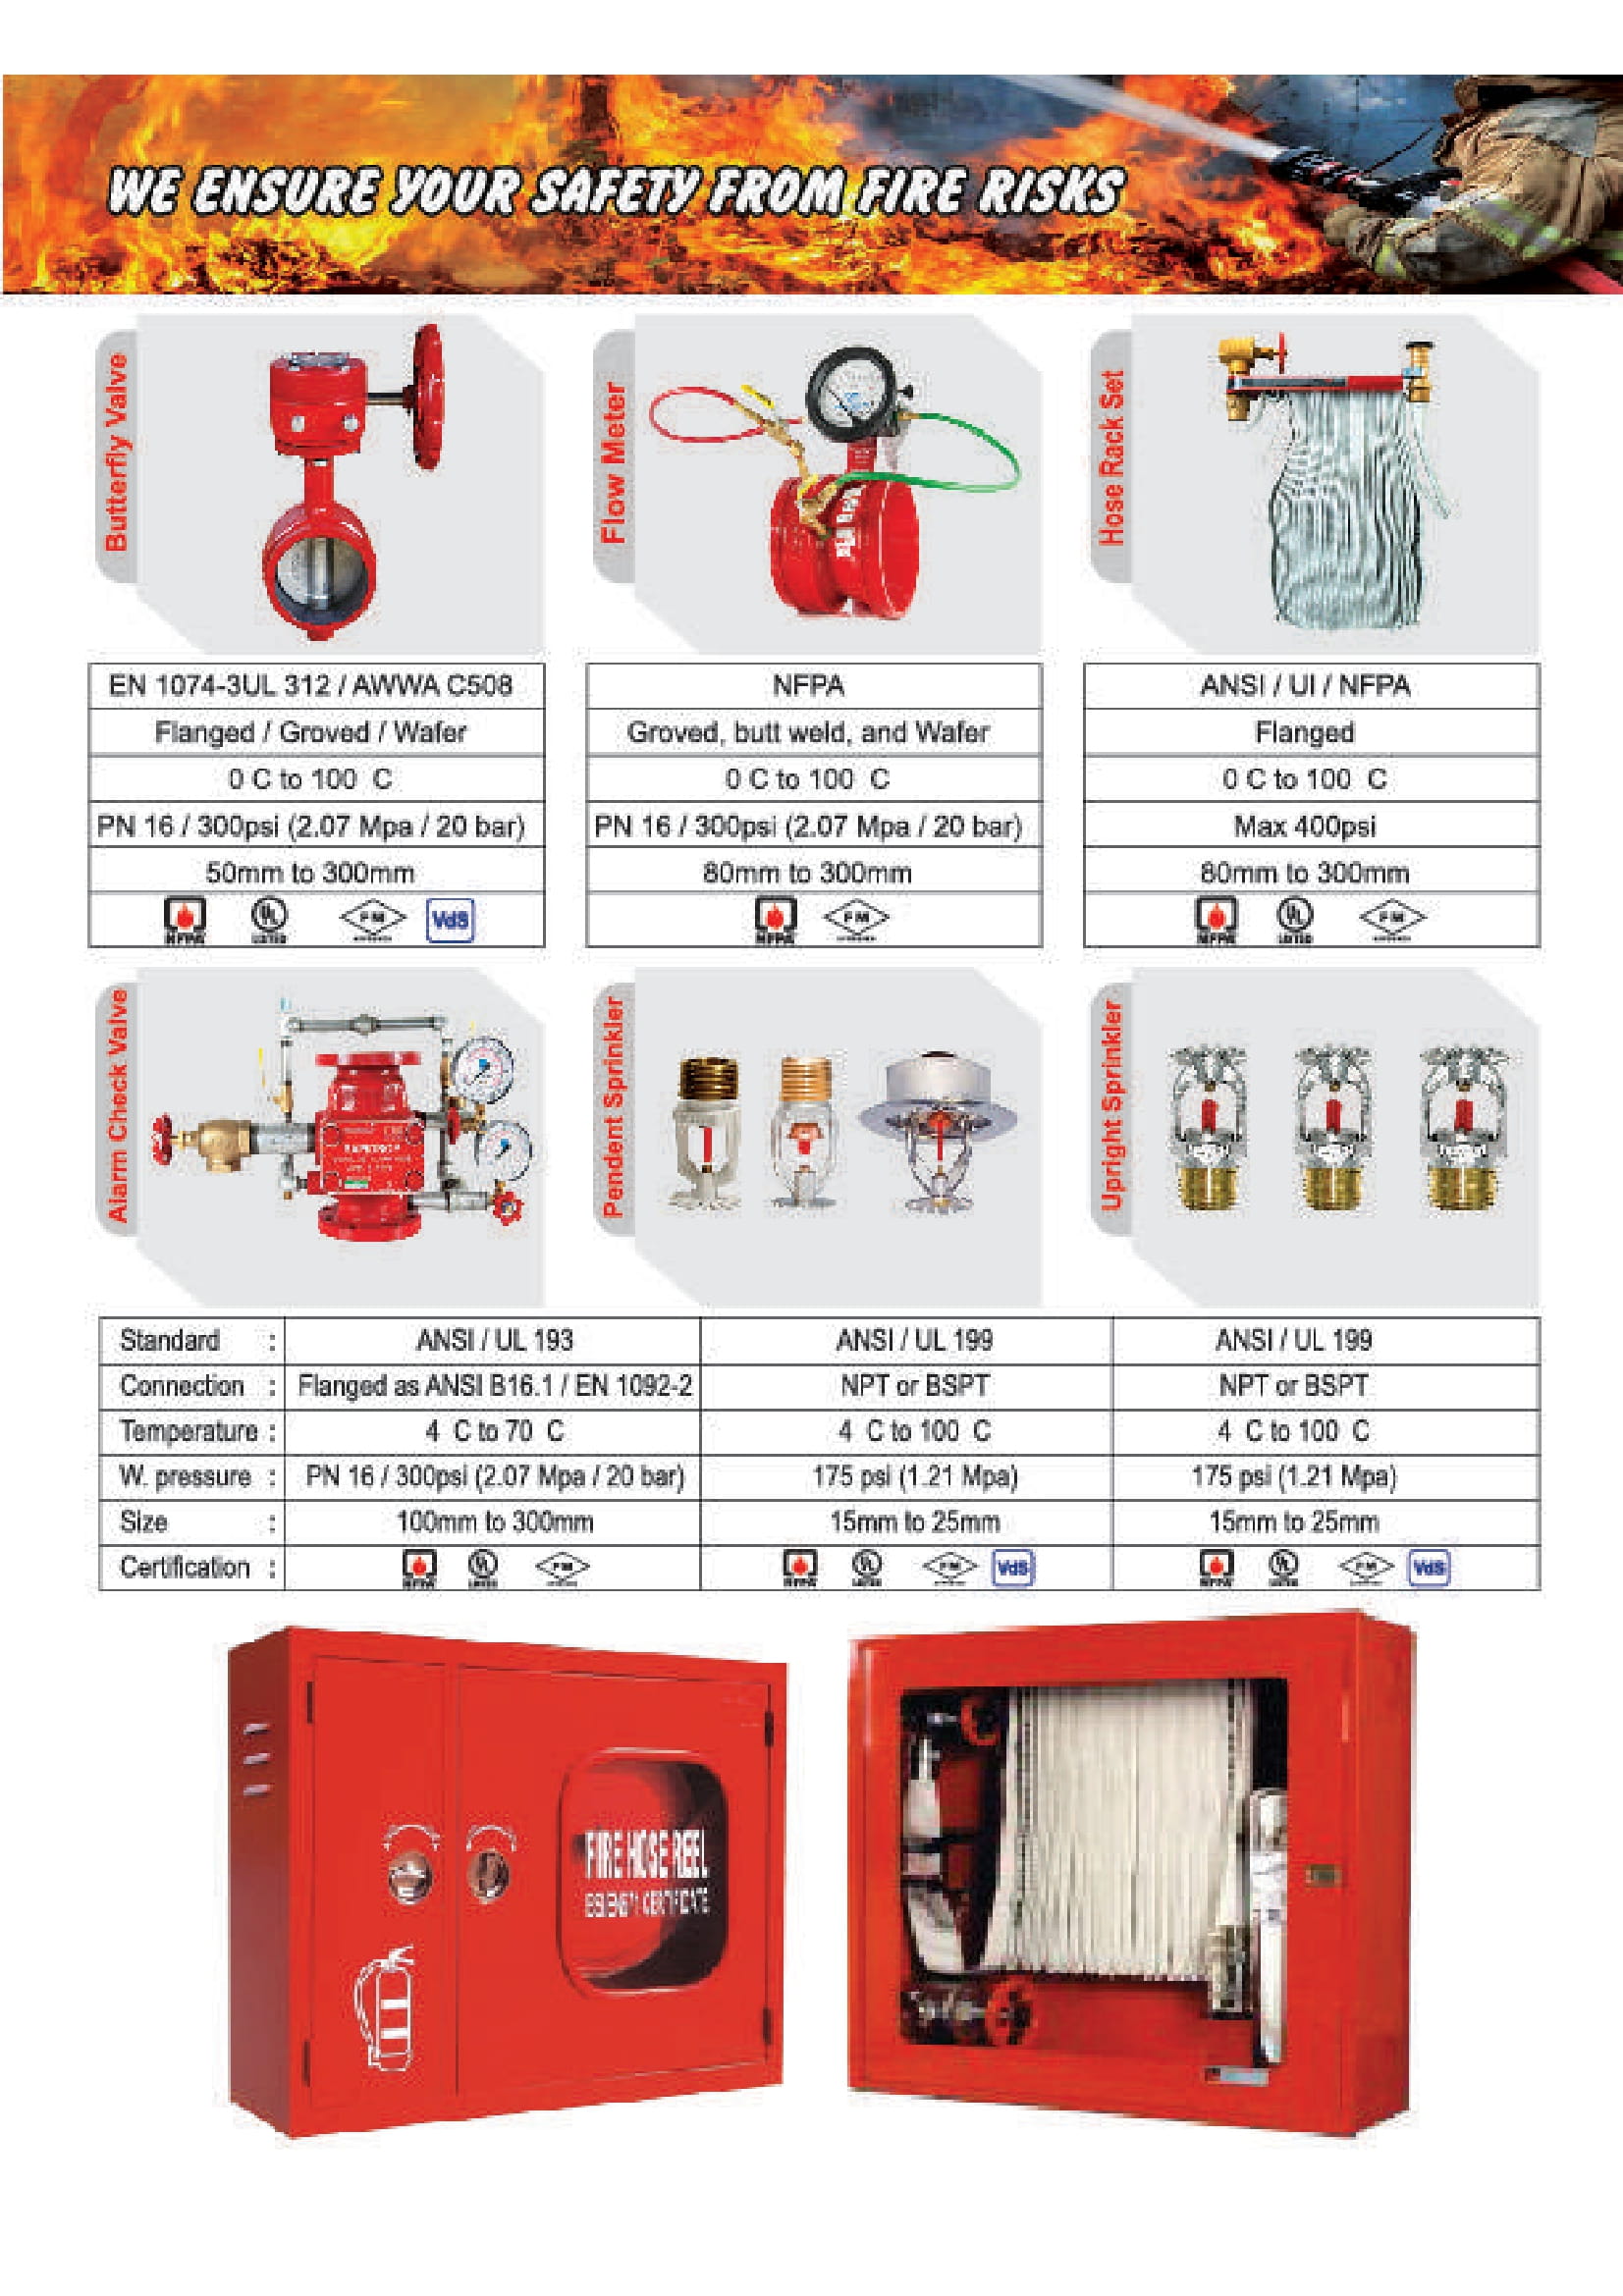 WE ENSURE YOUR SAFETY FROM FIRE RISKS
Butterfly Valve
Flow Meter
Hose Rack Set
EN 1074-3UL 312 / AWWA C508
Flanged / Groved / Wafer
0 C to 100 C
PN 16 / 300psi (2.07 Mpa / 20 bar)
50mm to 300mm
NFPA
UL LISTED
FM APPROVED
VdS
NFPA
Groved, butt weld, and Wafer
0 C to 100 C
PN 16 / 300psi (2.07 Mpa / 20 bar)
80mm to 300mm
NFPA
FM APPROVED
ANSI / UI / NFPA
Flanged
0 C to 100 C
Max 400psi
80mm to 300mm
NFPA
UL LISTED
FM APPROVED
Alarm Check Valve
Pendent Sprinkler
Upright Sprinkler
Standard : ANSI / UL 193 ANSI / UL 199 ANSI / UL 199
Connection : Flanged as ANSI B16.1 / EN 1092-2 NPT or BSPT NPT or BSPT
Temperature : 4 C to 70 C 4 C to 100 C 4 C to 100 C
W. pressure : PN 16 / 300psi (2.07 Mpa / 20 bar) 175 psi (1.21 Mpa) 175 psi (1.21 Mpa)
Size : 100mm to 300mm 15mm to 25mm 15mm to 25mm
Certification : NFPA UL LISTED FM NFPA UL LISTED FM VdS NFPA UL LISTED FM VdS
FIRE HOSE REEL